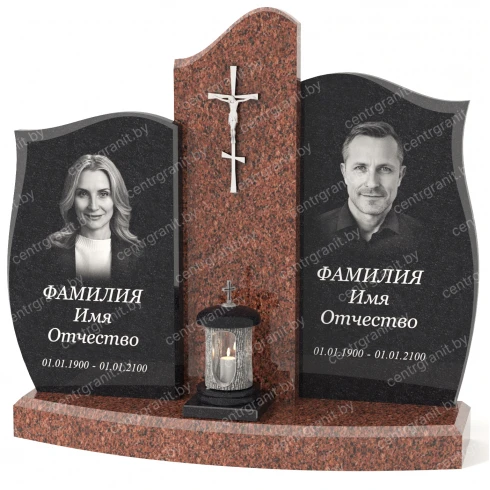 ФАМИЛИЯ
Имя
Отчество
01.01.1900 - 01.01.2100
ФАМИЛИЯ
Имя
Отчество
01.01.1900 - 01.01.2100
centrgranit.by